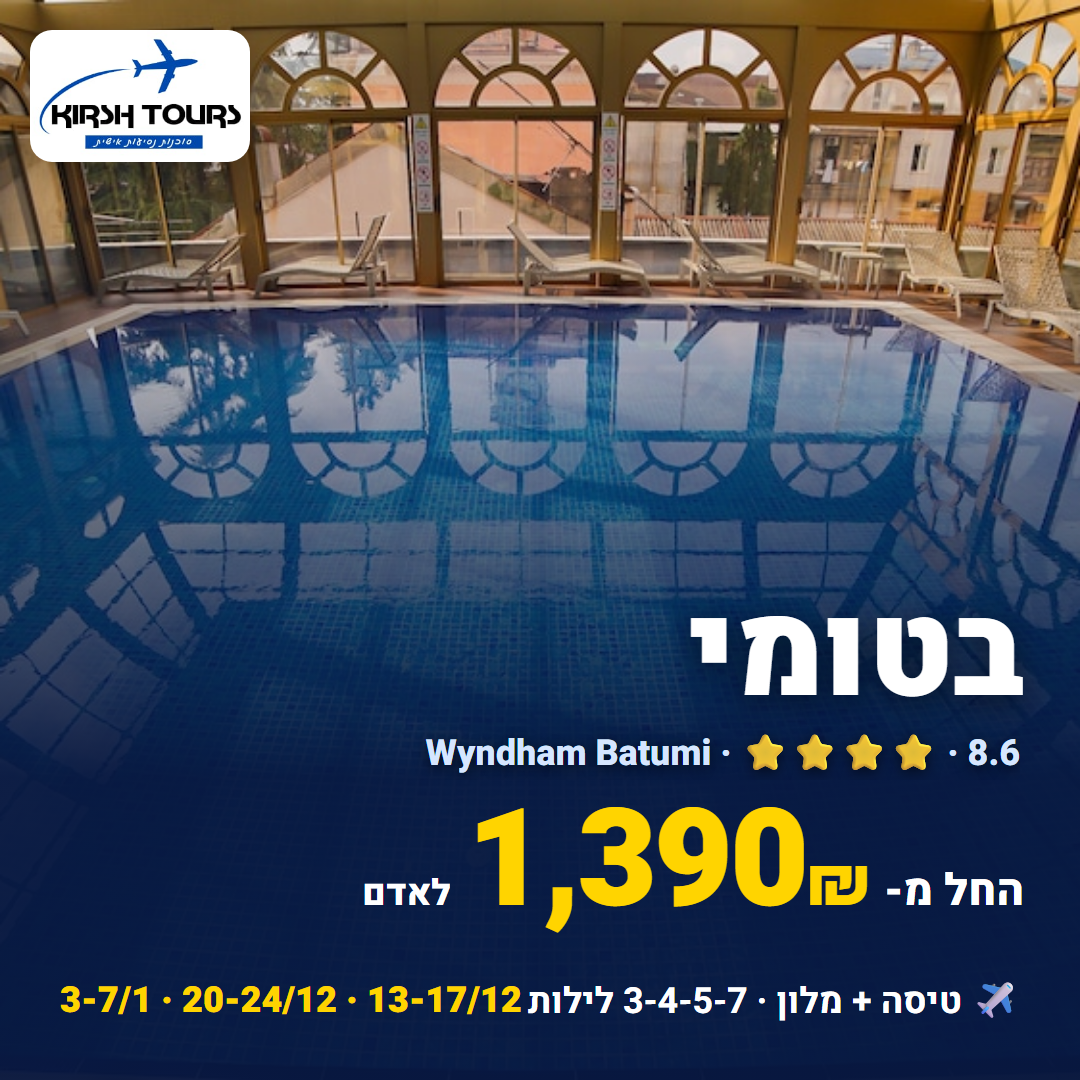 KIRSH TOURS
סוכנות נסיעות אישית
בטומי
Wyndham Batumi · ⭐⭐⭐⭐ · 8.6
החל מ- ₪1,390 לאדם
✈️ טיסה + מלון · 3-4-5-7 לילות 13-17/12 · 20-24/12 · 3-7/1